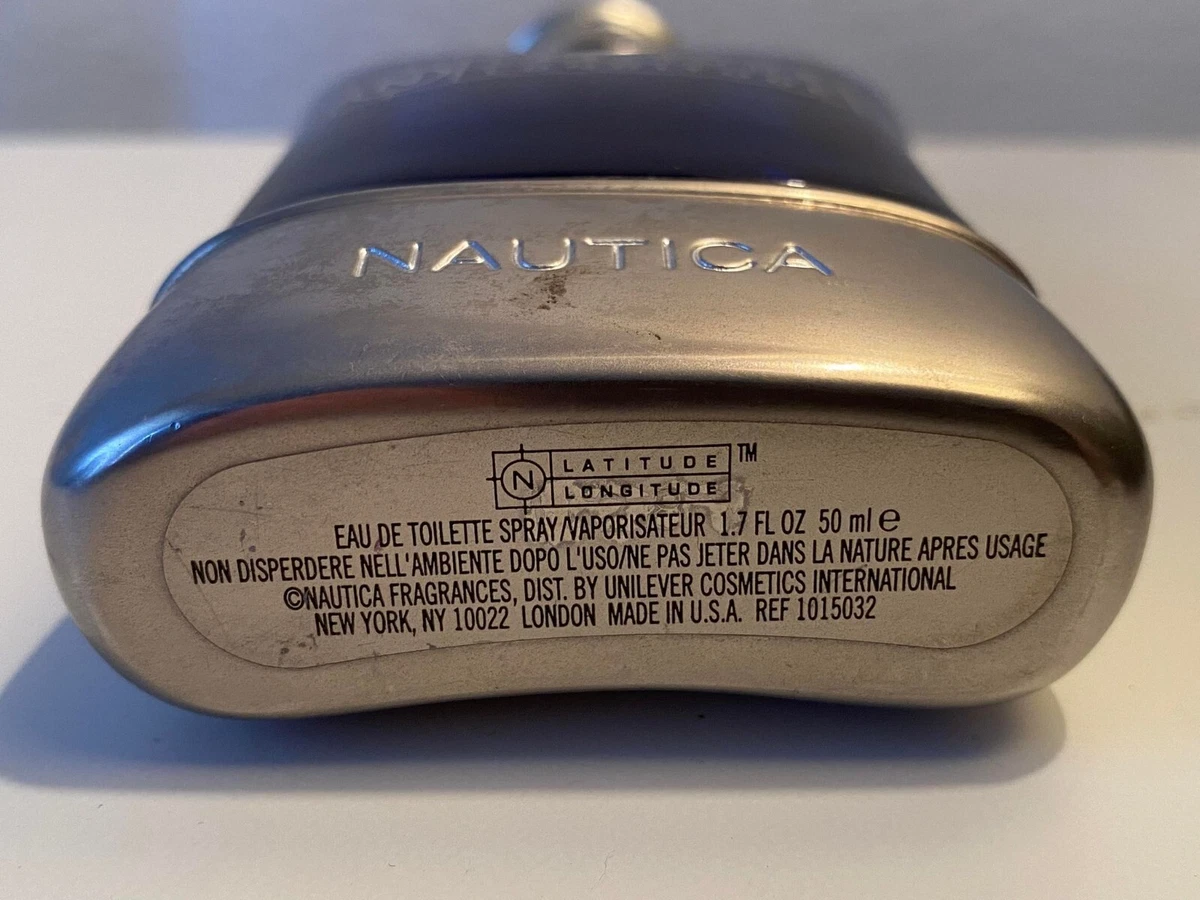 NAUTICA
N LATITUDE ™
LONGITUDE
EAU DE TOILETTE SPRAY/VAPORISATEUR 1.7 FL OZ 50 ml ℮
NON DISPERDERE NELL'AMBIENTE DOPO L'USO/NE PAS JETER DANS LA NATURE APRES USAGE
©NAUTICA FRAGRANCES, DIST. BY UNILEVER COSMETICS INTERNATIONAL
NEW YORK, NY 10022 LONDON MADE IN U.S.A. REF 1015032